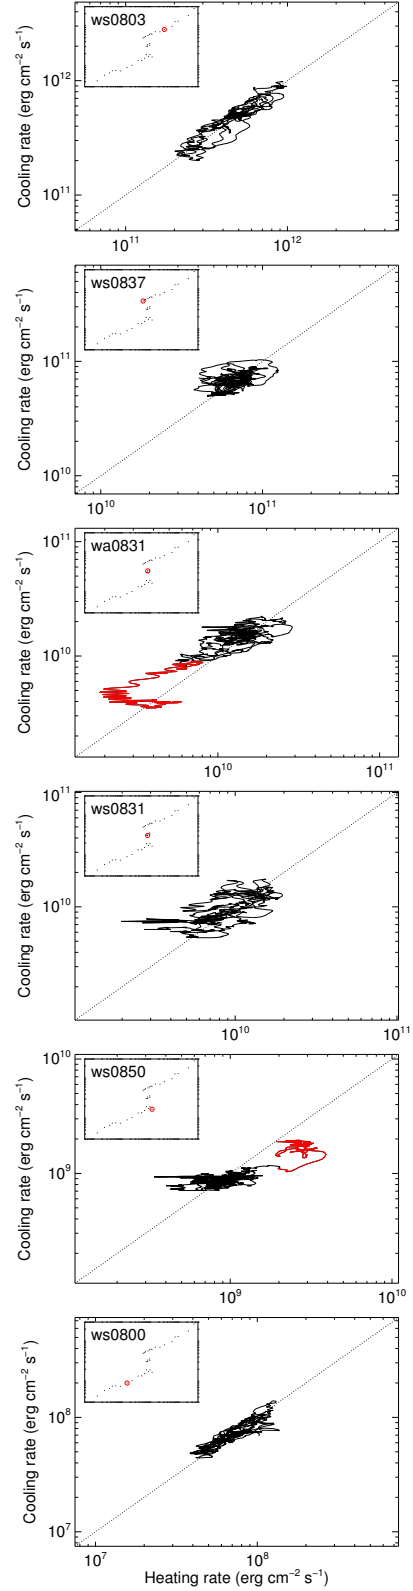 ws0803
Cooling rate (erg cm⁻² s⁻¹)
10¹²
10¹¹
10¹¹ 10¹²
ws0837
Cooling rate (erg cm⁻² s⁻¹)
10¹¹
10¹⁰
10¹⁰ 10¹¹
wa0831
Cooling rate (erg cm⁻² s⁻¹)
10¹¹
10¹⁰
10¹⁰ 10¹¹
ws0831
Cooling rate (erg cm⁻² s⁻¹)
10¹¹
10¹⁰
10¹⁰ 10¹¹
ws0850
Cooling rate (erg cm⁻² s⁻¹)
10¹⁰
10⁹
10⁹ 10¹⁰
ws0800
Cooling rate (erg cm⁻² s⁻¹)
10⁸
10⁷
10⁷ 10⁸
Heating rate (erg cm⁻² s⁻¹)